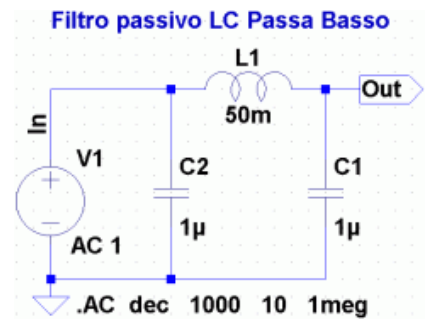 Filtro passivo LC Passa Basso
L1
Out
50m
In
V1
C2
C1
1µ
1µ
AC 1
.AC dec 1000 10 1meg